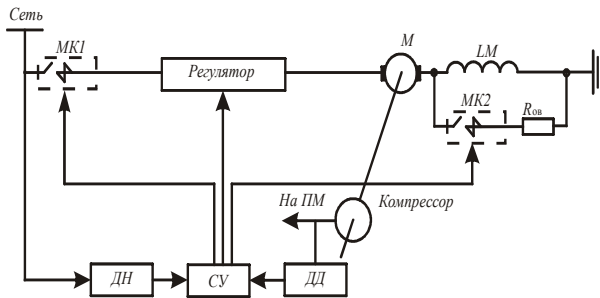 Сеть
МК1
Регулятор
М
LM
МК2
Rов
На ПМ
Компрессор
ДН
СУ
ДД